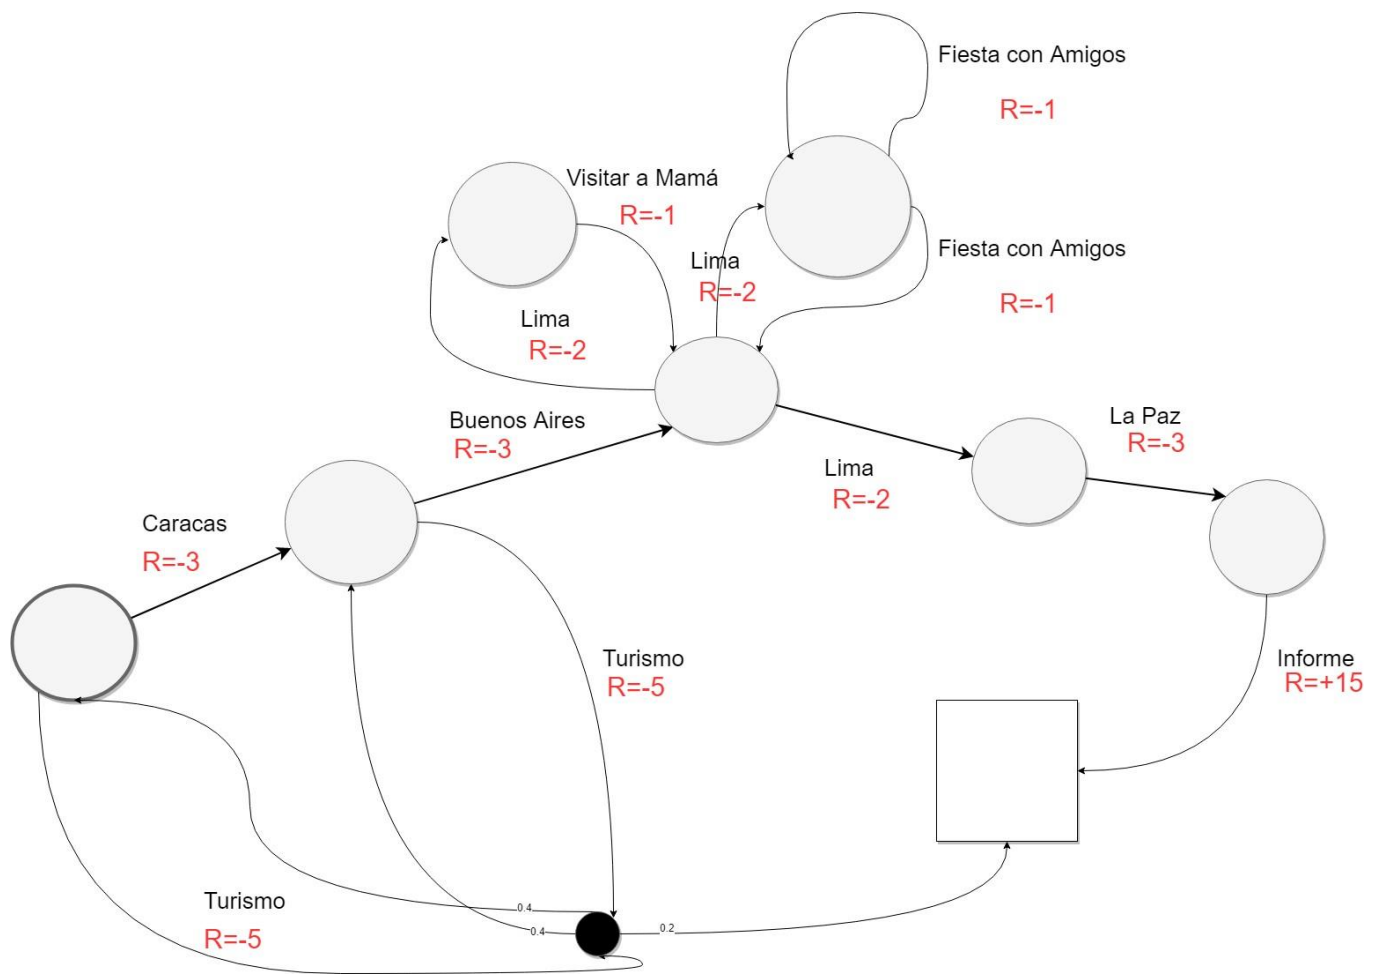 Fiesta con Amigos
R=-1
Visitar a Mamá
R=-1
Fiesta con Amigos
R=-1
Lima
R=-2
Lima
R=-2
Buenos Aires
R=-3
La Paz
R=-3
Lima
R=-2
Caracas
R=-3
Turismo
R=-5
Informe
R=+15
Turismo
R=-5
0.4
0.4
0.2